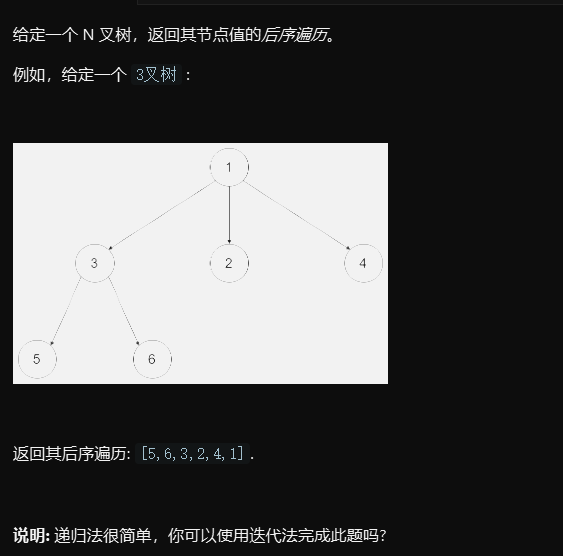 给定一个 N 叉树，返回其节点值的后序遍历。
例如，给定一个 3叉树 :
1
3 2 4
5 6
返回其后序遍历: [5,6,3,2,4,1].
说明: 递归法很简单，你可以使用迭代法完成此题吗?